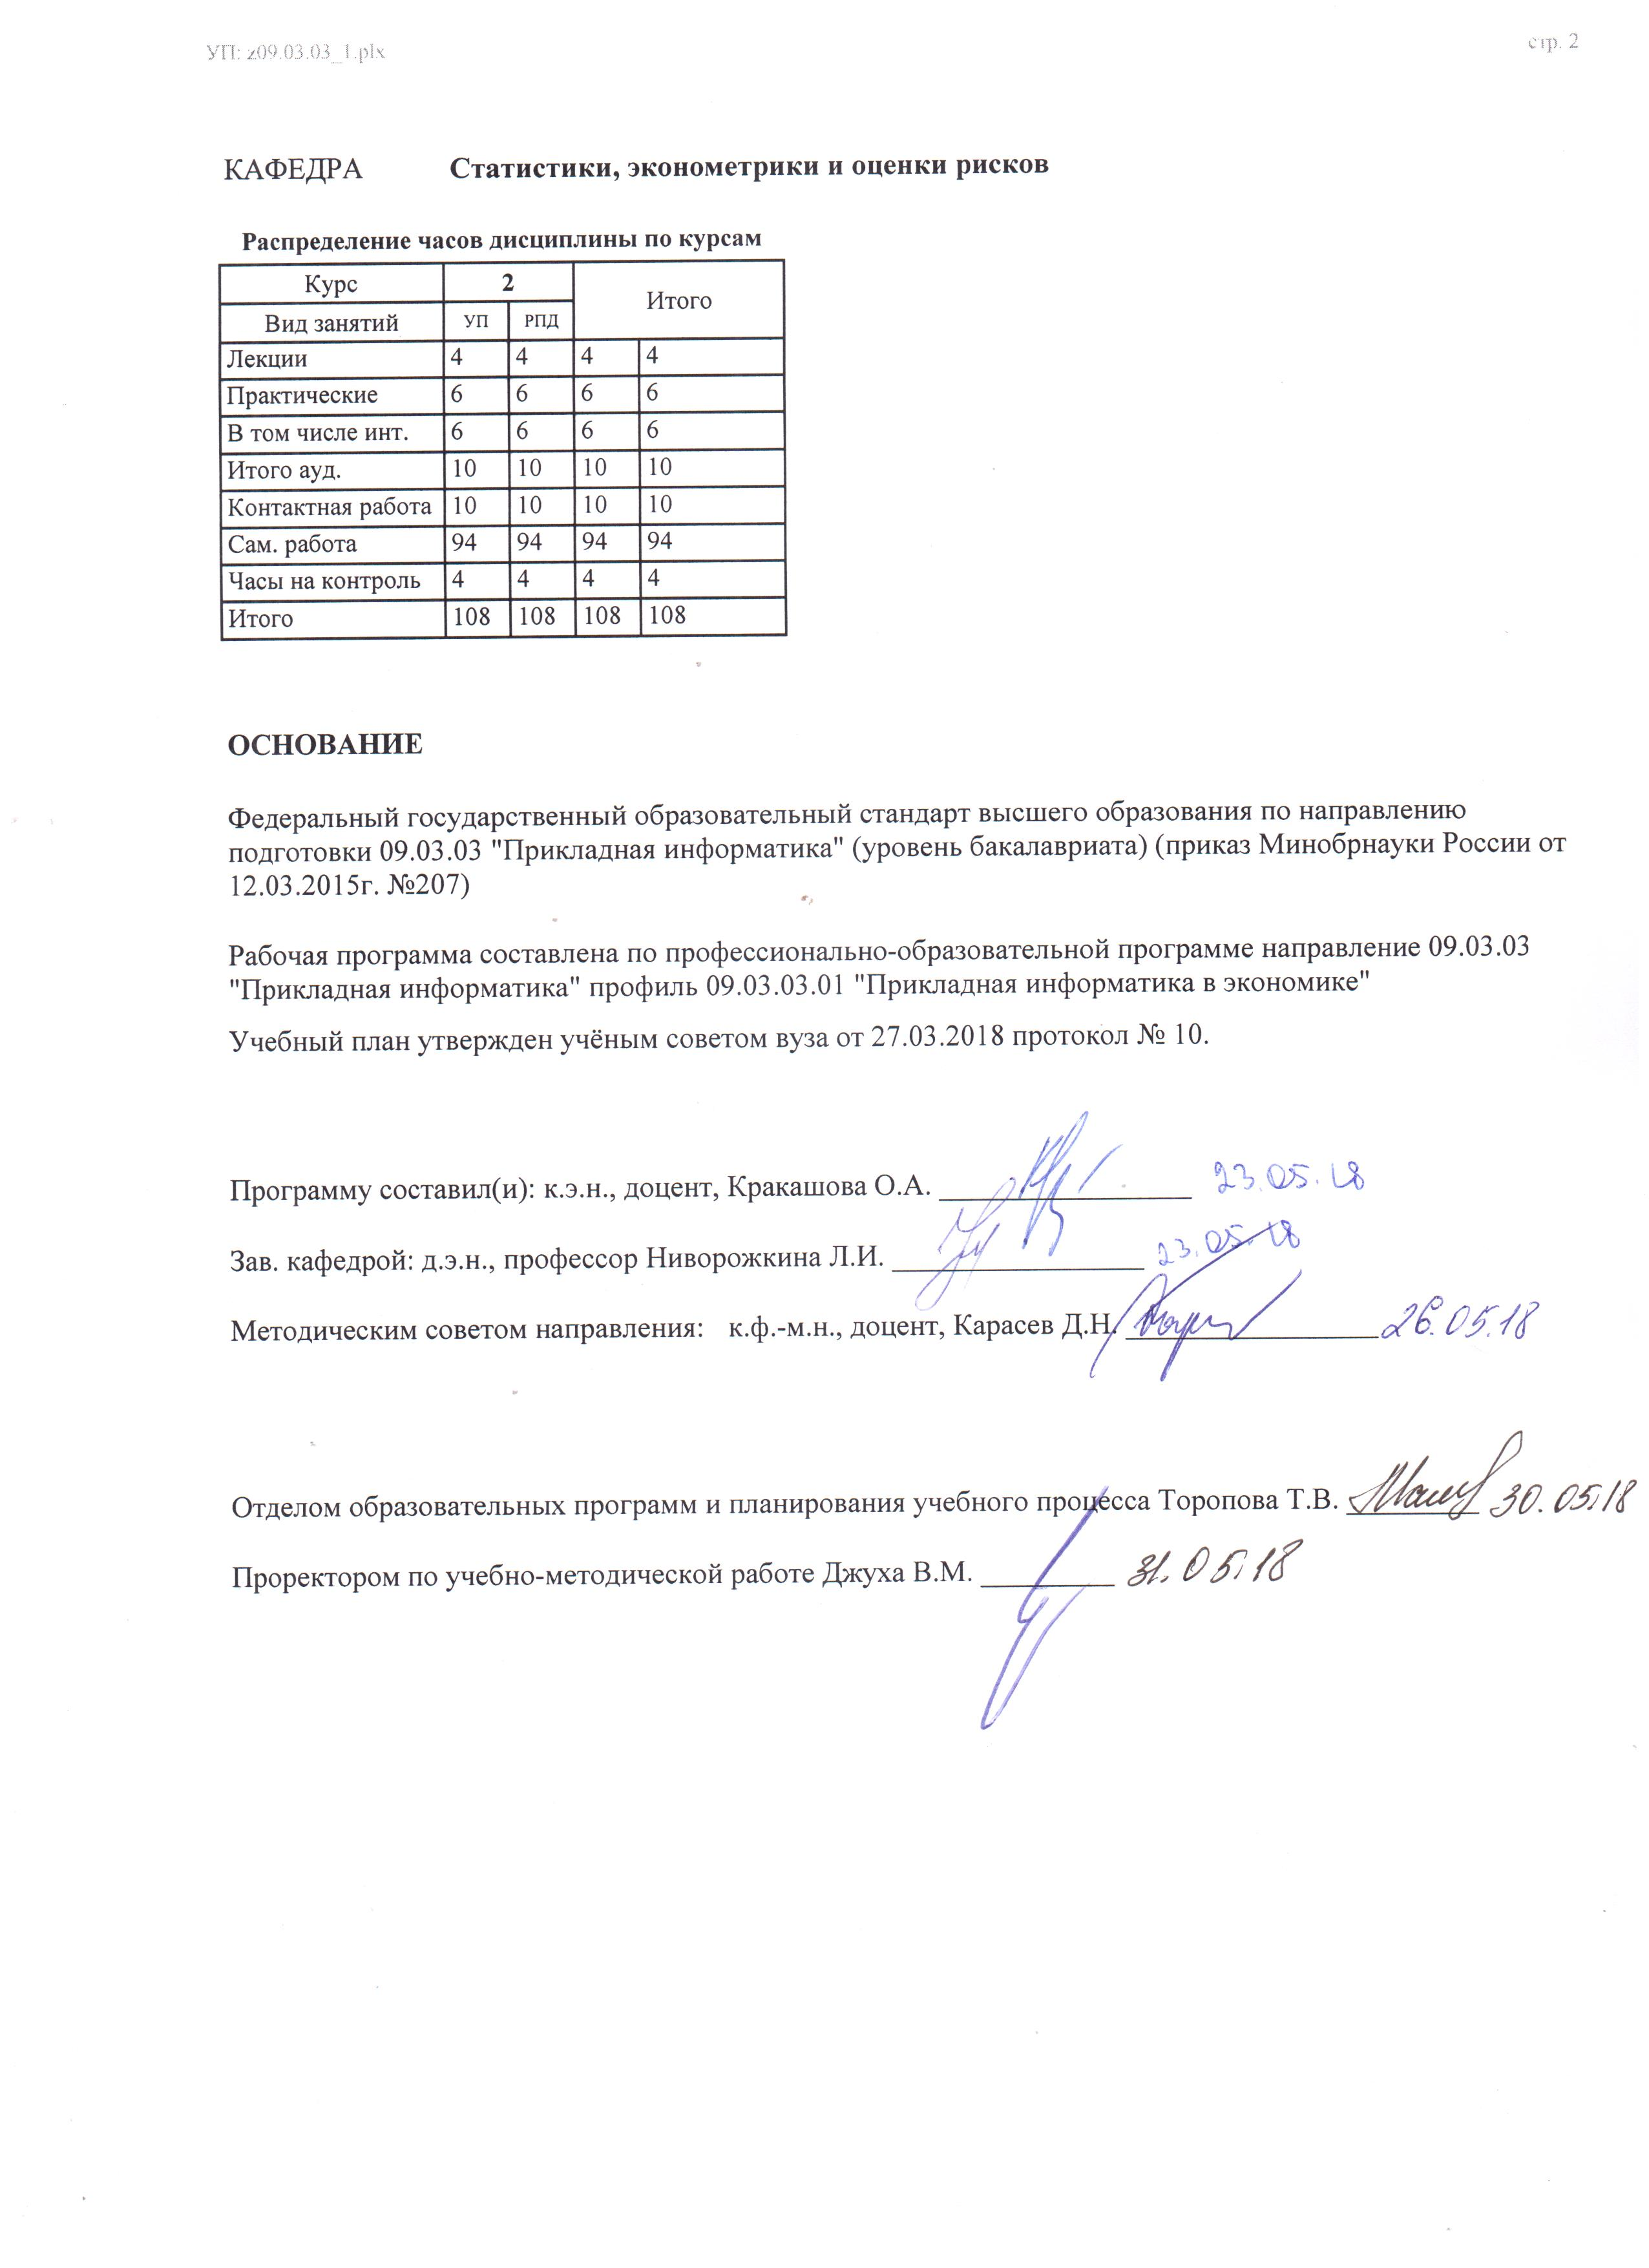 УП: z09.03.03_1.plx
стр. 2
КАФЕДРА Статистики, эконометрики и оценки рисков
Распределение часов дисциплины по курсам
Курс 2 Итого
Вид занятий УП РПД
Лекции 4 4 4 4
Практические 6 6 6 6
В том числе инт. 6 6 6 6
Итого ауд. 10 10 10 10
Контактная работа 10 10 10 10
Сам. работа 94 94 94 94
Часы на контроль 4 4 4 4
Итого 108 108 108 108
ОСНОВАНИЕ
Федеральный государственный образовательный стандарт высшего образования по направлению
подготовки 09.03.03 "Прикладная информатика" (уровень бакалавриата) (приказ Минобрнауки России от
12.03.2015г. №207)
Рабочая программа составлена по профессионально-образовательной программе направление 09.03.03
"Прикладная информатика" профиль 09.03.03.01 "Прикладная информатика в экономике"
Учебный план утвержден учёным советом вуза от 27.03.2018 протокол № 10.
Программу составил(и): к.э.н., доцент, Кракашова О.А. 23.05.18
Зав. кафедрой: д.э.н., профессор Ниворожкина Л.И. 23.05.18
Методическим советом направления: к.ф.-м.н., доцент, Карасев Д.Н. 26.05.18
Отделом образовательных программ и планирования учебного процесса Торопова Т.В. 30.05.18
Проректором по учебно-методической работе Джуха В.М. 31.05.18